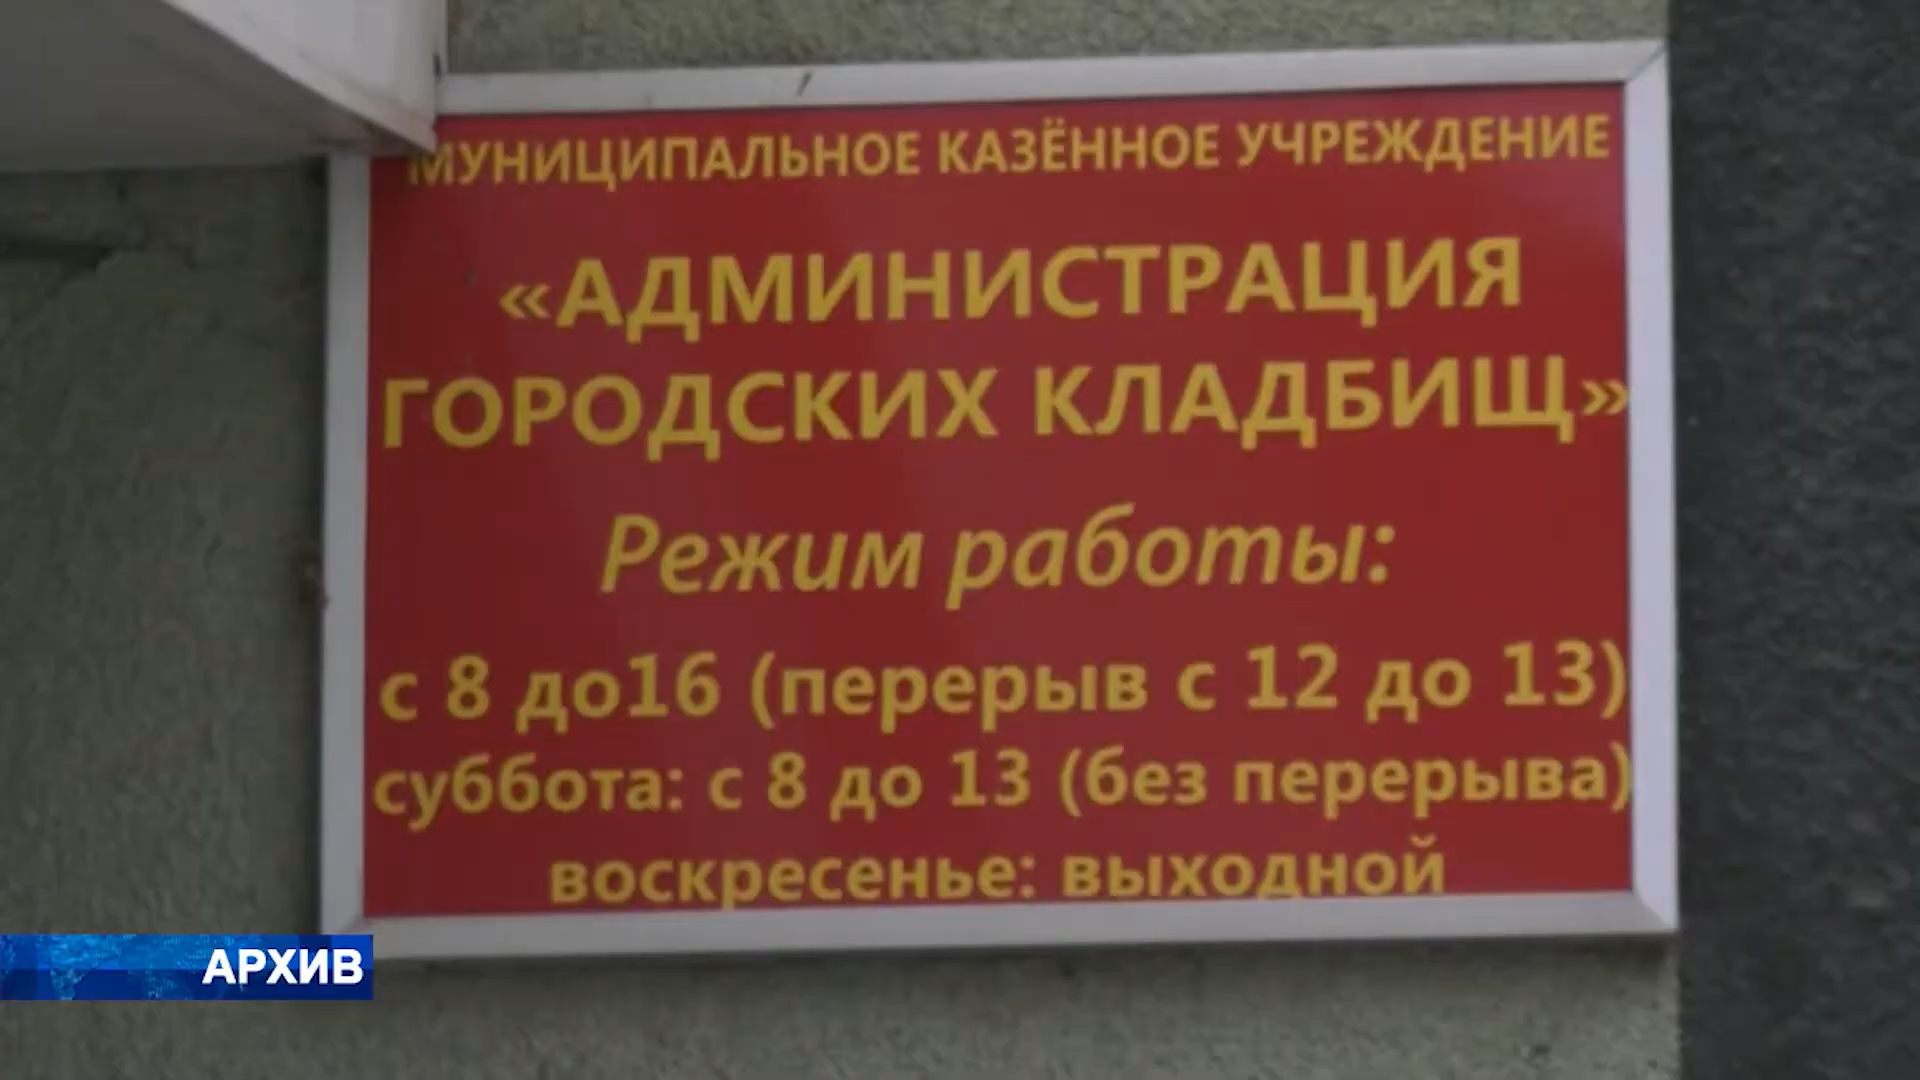 МУНИЦИПАЛЬНОЕ КАЗЁННОЕ УЧРЕЖДЕНИЕ
«АДМИНИСТРАЦИЯ
ГОРОДСКИХ КЛАДБИЩ»
Режим работы:
с 8 до16 (перерыв с 12 до 13)
суббота: с 8 до 13 (без перерыва)
воскресенье: выходной
АРХИВ